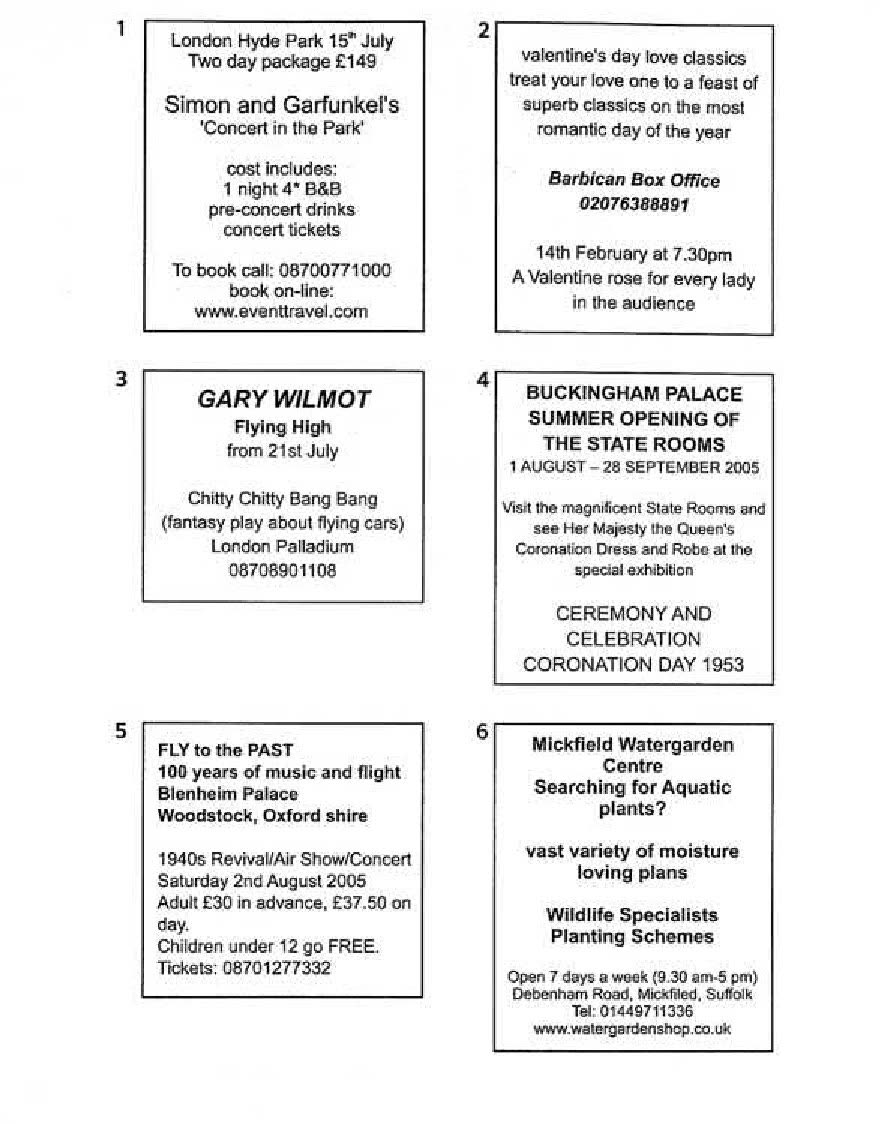 1
London Hyde Park 15th July
Two day package £149
Simon and Garfunkel's
'Concert in the Park'
cost includes:
1 night 4* B&B
pre-concert drinks
concert tickets
To book call: 08700771000
book on-line:
www.eventtravel.com
2
valentine's day love classics
treat your love one to a feast of
superb classics on the most
romantic day of the year
Barbican Box Office
02076388891
14th February at 7.30pm
A Valentine rose for every lady
in the audience
3
GARY WILMOT
Flying High
from 21st July
Chitty Chitty Bang Bang
(fantasy play about flying cars)
London Palladium
08708901108
4
BUCKINGHAM PALACE
SUMMER OPENING OF
THE STATE ROOMS
1 AUGUST – 28 SEPTEMBER 2005
Visit the magnificent State Rooms and
see Her Majesty the Queen's
Coronation Dress and Robe at the
special exhibition
CEREMONY AND
CELEBRATION
CORONATION DAY 1953
5
FLY to the PAST
100 years of music and flight
Blenheim Palace
Woodstock, Oxford shire
1940s Revival/Air Show/Concert
Saturday 2nd August 2005
Adult £30 in advance, £37.50 on
day.
Children under 12 go FREE.
Tickets: 08701277332
6
Mickfield Watergarden
Centre
Searching for Aquatic
plants?
vast variety of moisture
loving plans
Wildlife Specialists
Planting Schemes
Open 7 days a week (9.30 am-5 pm)
Debenham Road, Mickfiled, Suffolk
Tel: 01449711336
www.watergardenshop.co.uk